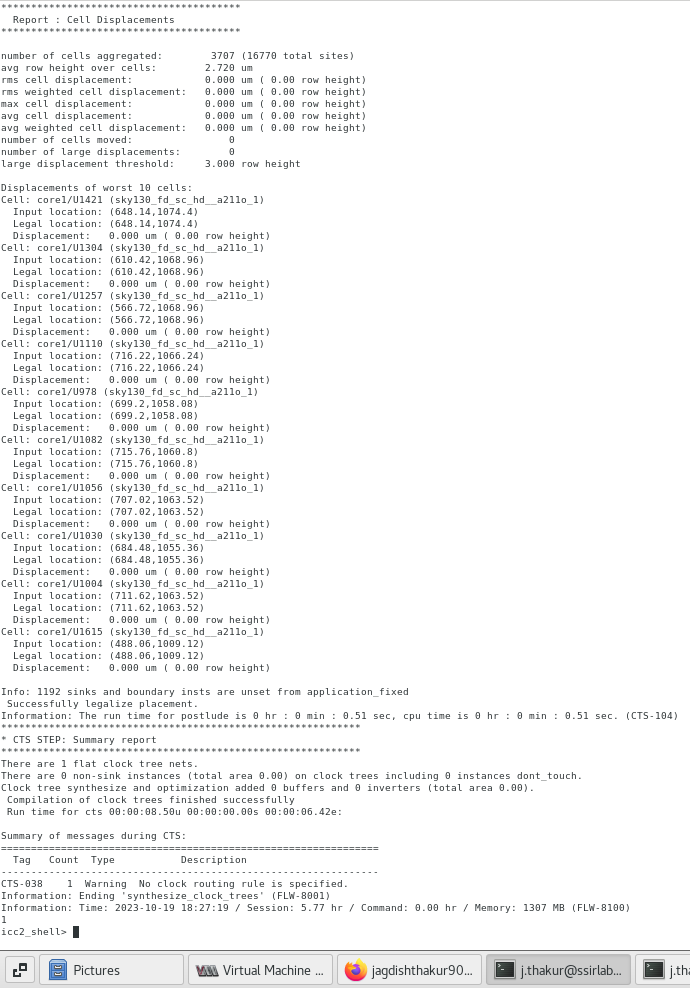 ****************************************
  Report : Cell Displacements
****************************************

number of cells aggregated:        3707 (16770 total sites)
avg row height over cells:        2.720 um
rms cell displacement:            0.000 um ( 0.00 row height)
rms weighted cell displacement:   0.000 um ( 0.00 row height)
max cell displacement:            0.000 um ( 0.00 row height)
avg cell displacement:            0.000 um ( 0.00 row height)
avg weighted cell displacement:   0.000 um ( 0.00 row height)
number of cells moved:                0
number of large displacements:        0
large displacement threshold:     3.000 row height

Displacements of worst 10 cells:
Cell: core1/U1421 (sky130_fd_sc_hd__a211o_1)
  Input location: (648.14,1074.4)
  Legal location: (648.14,1074.4)
  Displacement:   0.000 um ( 0.00 row height)
Cell: core1/U1304 (sky130_fd_sc_hd__a211o_1)
  Input location: (610.42,1068.96)
  Legal location: (610.42,1068.96)
  Displacement:   0.000 um ( 0.00 row height)
Cell: core1/U1257 (sky130_fd_sc_hd__a211o_1)
  Input location: (566.72,1068.96)
  Legal location: (566.72,1068.96)
  Displacement:   0.000 um ( 0.00 row height)
Cell: core1/U1110 (sky130_fd_sc_hd__a211o_1)
  Input location: (716.22,1066.24)
  Legal location: (716.22,1066.24)
  Displacement:   0.000 um ( 0.00 row height)
Cell: core1/U978 (sky130_fd_sc_hd__a211o_1)
  Input location: (699.2,1058.08)
  Legal location: (699.2,1058.08)
  Displacement:   0.000 um ( 0.00 row height)
Cell: core1/U1082 (sky130_fd_sc_hd__a211o_1)
  Input location: (715.76,1060.8)
  Legal location: (715.76,1060.8)
  Displacement:   0.000 um ( 0.00 row height)
Cell: core1/U1056 (sky130_fd_sc_hd__a211o_1)
  Input location: (707.02,1063.52)
  Legal location: (707.02,1063.52)
  Displacement:   0.000 um ( 0.00 row height)
Cell: core1/U1030 (sky130_fd_sc_hd__a211o_1)
  Input location: (684.48,1055.36)
  Legal location: (684.48,1055.36)
  Displacement:   0.000 um ( 0.00 row height)
Cell: core1/U1004 (sky130_fd_sc_hd__a211o_1)
  Input location: (711.62,1063.52)
  Legal location: (711.62,1063.52)
  Displacement:   0.000 um ( 0.00 row height)
Cell: core1/U1615 (sky130_fd_sc_hd__a211o_1)
  Input location: (488.06,1009.12)
  Legal location: (488.06,1009.12)
  Displacement:   0.000 um ( 0.00 row height)

Info: 1192 sinks and boundary insts are unset from application_fixed
 Successfully legalize placement.
Information: The run time for postlude is 0 hr : 0 min : 0.51 sec, cpu time is 0 hr : 0 min : 0.51 sec. (CTS-104)
************************************************************
* CTS STEP: Summary report
************************************************************
There are 1 flat clock tree nets.
There are 0 non-sink instances (total area 0.00) on clock trees including 0 instances dont_touch.
Clock tree synthesize and optimization added 0 buffers and 0 inverters (total area 0.00).
 Compilation of clock trees finished successfully
 Run time for cts 00:00:08.50u 00:00:00.00s 00:00:06.42e:

Summary of messages during CTS:
===============================================================
  Tag   Count  Type           Description
---------------------------------------------------------------
CTS-038    1  Warning  No clock routing rule is specified.
Information: Ending 'synthesize_clock_trees' (FLW-8001)
Information: Time: 2023-10-19 18:27:19 / Session: 5.77 hr / Command: 0.00 hr / Memory: 1307 MB (FLW-8100)
1
icc2_shell>
Pictures
Virtual Machine ...
jagdishthakur90...
j.thakur@ssirlab...
j.th